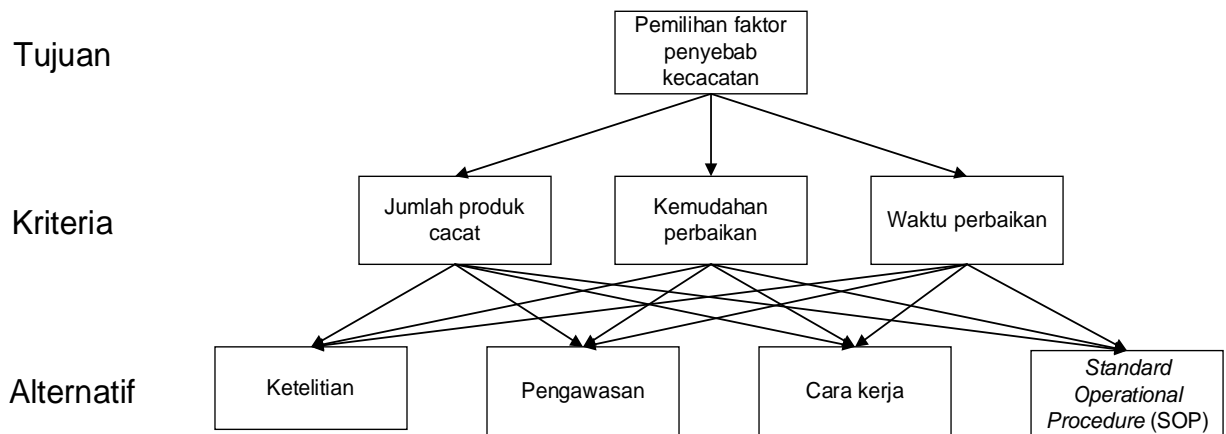 Tujuan
Pemilihan faktor
penyebab
kecacatan
Kriteria
Jumlah produk
cacat
Kemudahan
perbaikan
Waktu perbaikan
Alternatif
Ketelitian
Pengawasan
Cara kerja
Standard
Operational
Procedure (SOP)